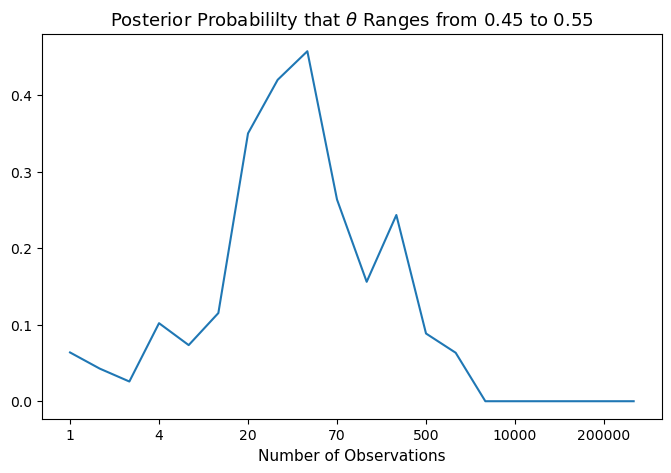 Posterior Probabililty that θ Ranges from 0.45 to 0.55
0.4
0.3
0.2
0.1
0.0
1 4 20 70 500 10000 200000
Number of Observations